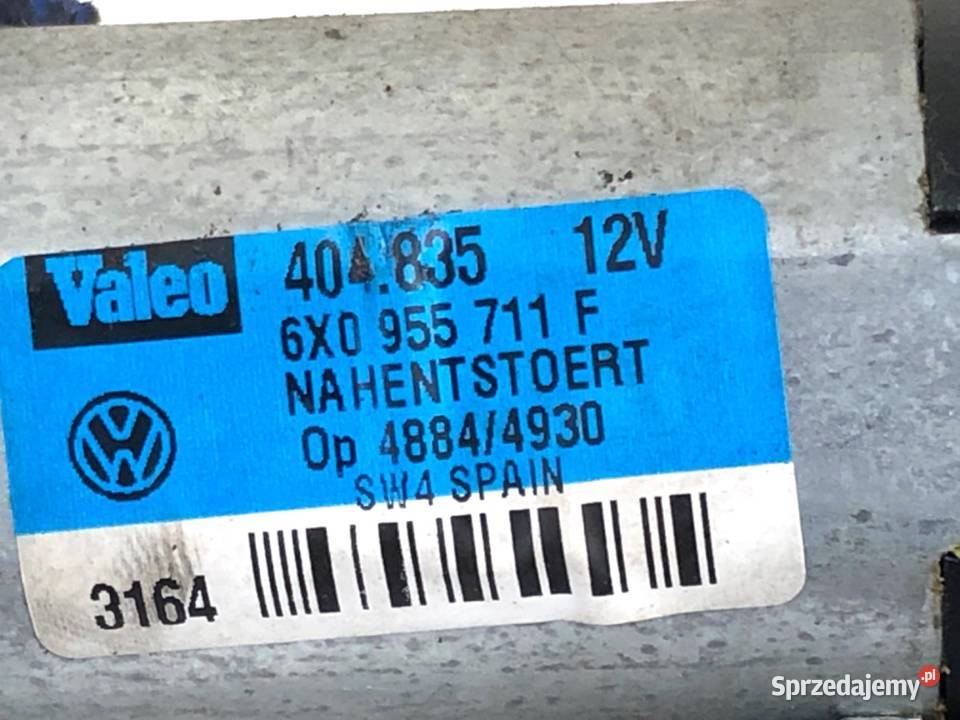 Valeo
404.835 12V
6X0 955 711 F
NAHENTSTOERT
Op 4884/4930
SW4 SPAIN
3164
Sprzedajemy.pl